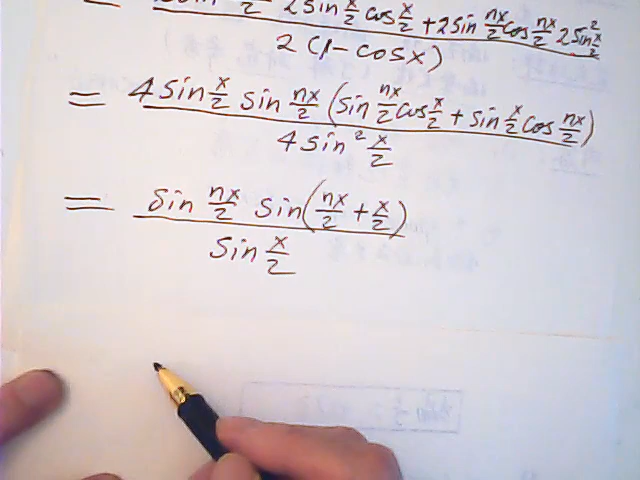 2 sin x/2 cos x/2 + 2 sin nx/2 cos nx/2 2 sin² x/2
2(1 - cosx)
= 4 sin x/2 sin nx/2 (sin nx/2 cos x/2 + sin x/2 cos nx/2)
4 sin² x/2
= sin nx/2 sin(nx/2 + x/2)
sin x/2